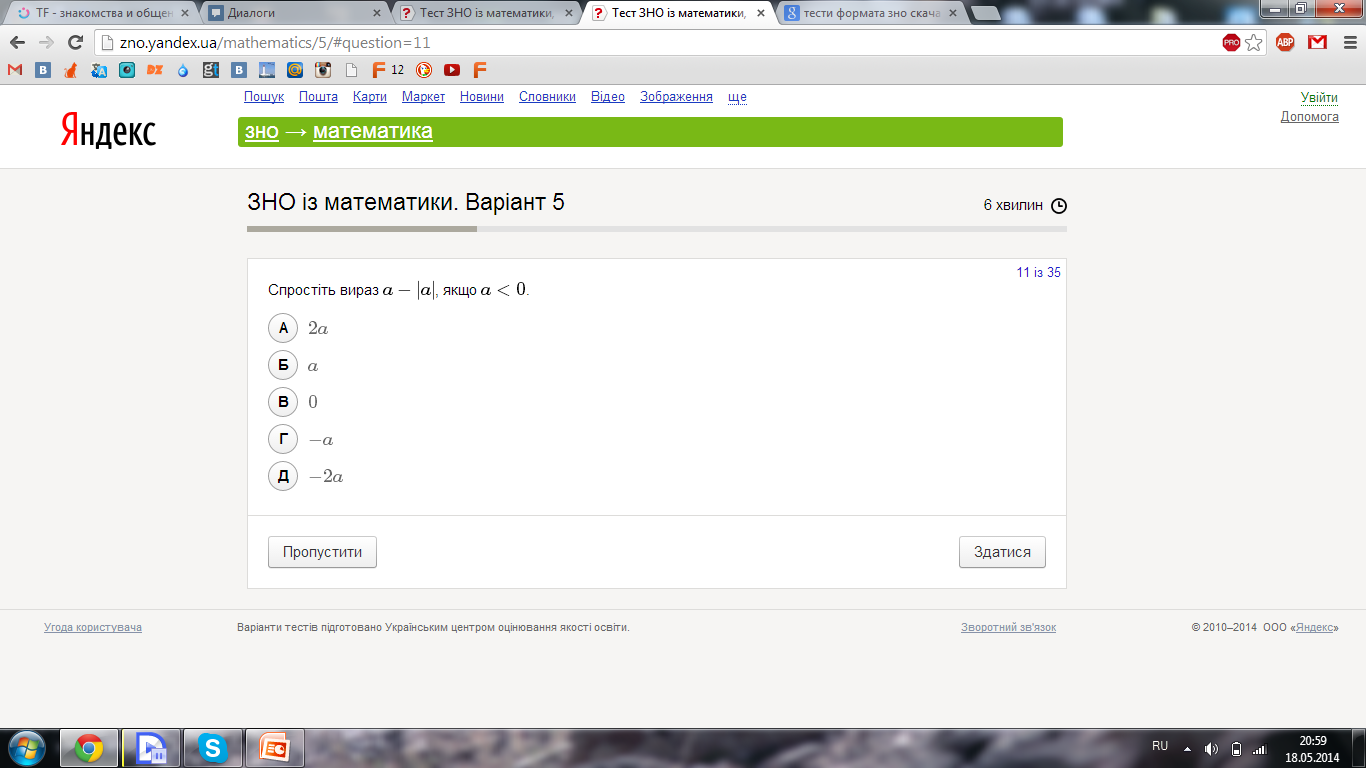 TF - знакомства и общен
Диалоги
Тест ЗНО із математики,
Тест ЗНО із математики,
тести формата зно скача
zno.yandex.ua/mathematics/5/#question=11
PRO
ABP
12
Пошук Пошта Карти Маркет Новини Словники Відео Зображення ще
Увійти
Допомога
Яндекс
зно → математика
ЗНО із математики. Варіант 5
6 хвилин
11 із 35
Спростіть вираз a − |a|, якщо a < 0.
А 2a
Б a
В 0
Г −a
Д −2a
Пропустити
Здатися
Угода користувача
Варіанти тестів підготовано Українським центром оцінювання якості освіти.
Зворотний зв'язок
© 2010–2014 ООО «Яндекс»
RU
20:59
18.05.2014